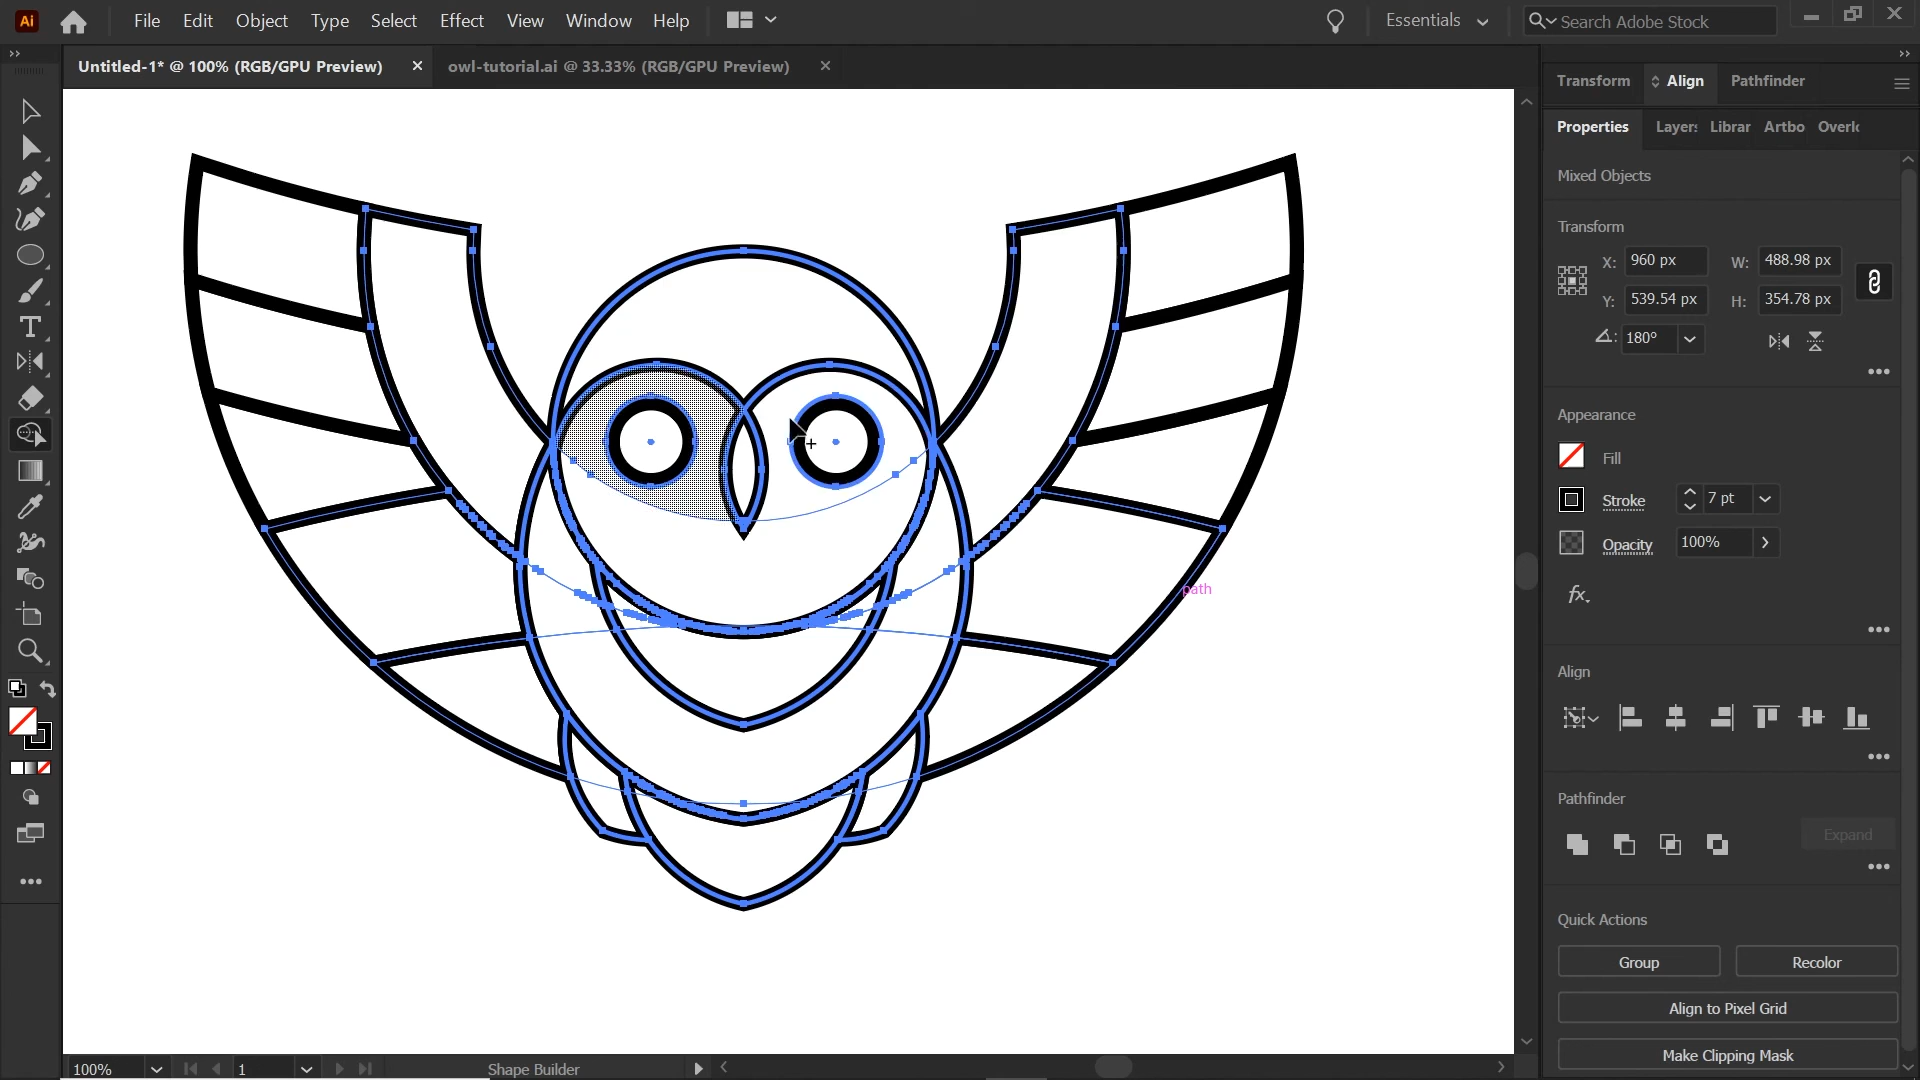 Ai File Edit Object Type Select Effect View Window Help Essentials Search Adobe Stock
Untitled-1* @ 100% (RGB/GPU Preview) owl-tutorial.ai @ 33.33% (RGB/GPU Preview)
Transform Align Pathfinder
Properties Layers Librar Artbo Overlc
Mixed Objects
Transform
X: 960 px W: 488.98 px
Y: 539.54 px H: 354.78 px
180°
Appearance
Fill
Stroke 7 pt
Opacity 100%
fx.
path
Align
Pathfinder
Expand
Quick Actions
Group Recolor
Align to Pixel Grid
Make Clipping Mask
100% 1 Shape Builder